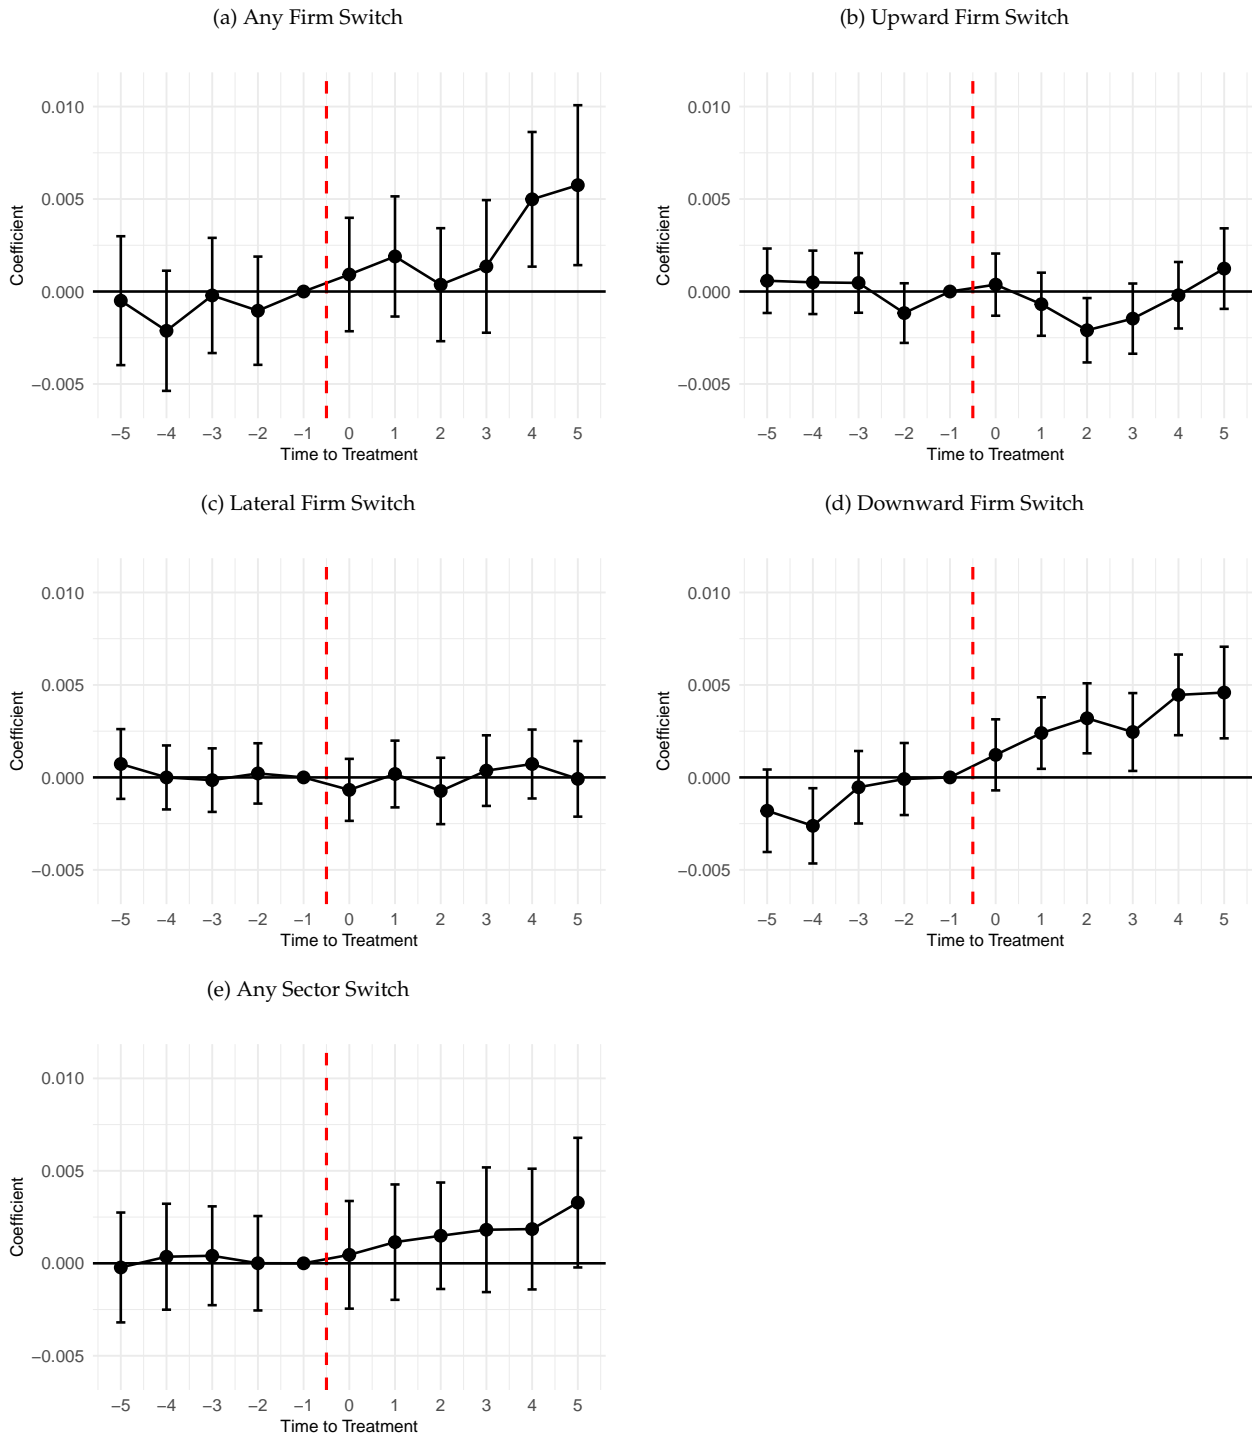 (a) Any Firm Switch
0.010
0.005
0.000
−0.005
Coefficient
−5 −4 −3 −2 −1 0 1 2 3 4 5
Time to Treatment
(b) Upward Firm Switch
0.010
0.005
0.000
−0.005
Coefficient
−5 −4 −3 −2 −1 0 1 2 3 4 5
Time to Treatment
(c) Lateral Firm Switch
0.010
0.005
0.000
−0.005
Coefficient
−5 −4 −3 −2 −1 0 1 2 3 4 5
Time to Treatment
(d) Downward Firm Switch
0.010
0.005
0.000
−0.005
Coefficient
−5 −4 −3 −2 −1 0 1 2 3 4 5
Time to Treatment
(e) Any Sector Switch
0.010
0.005
0.000
−0.005
Coefficient
−5 −4 −3 −2 −1 0 1 2 3 4 5
Time to Treatment